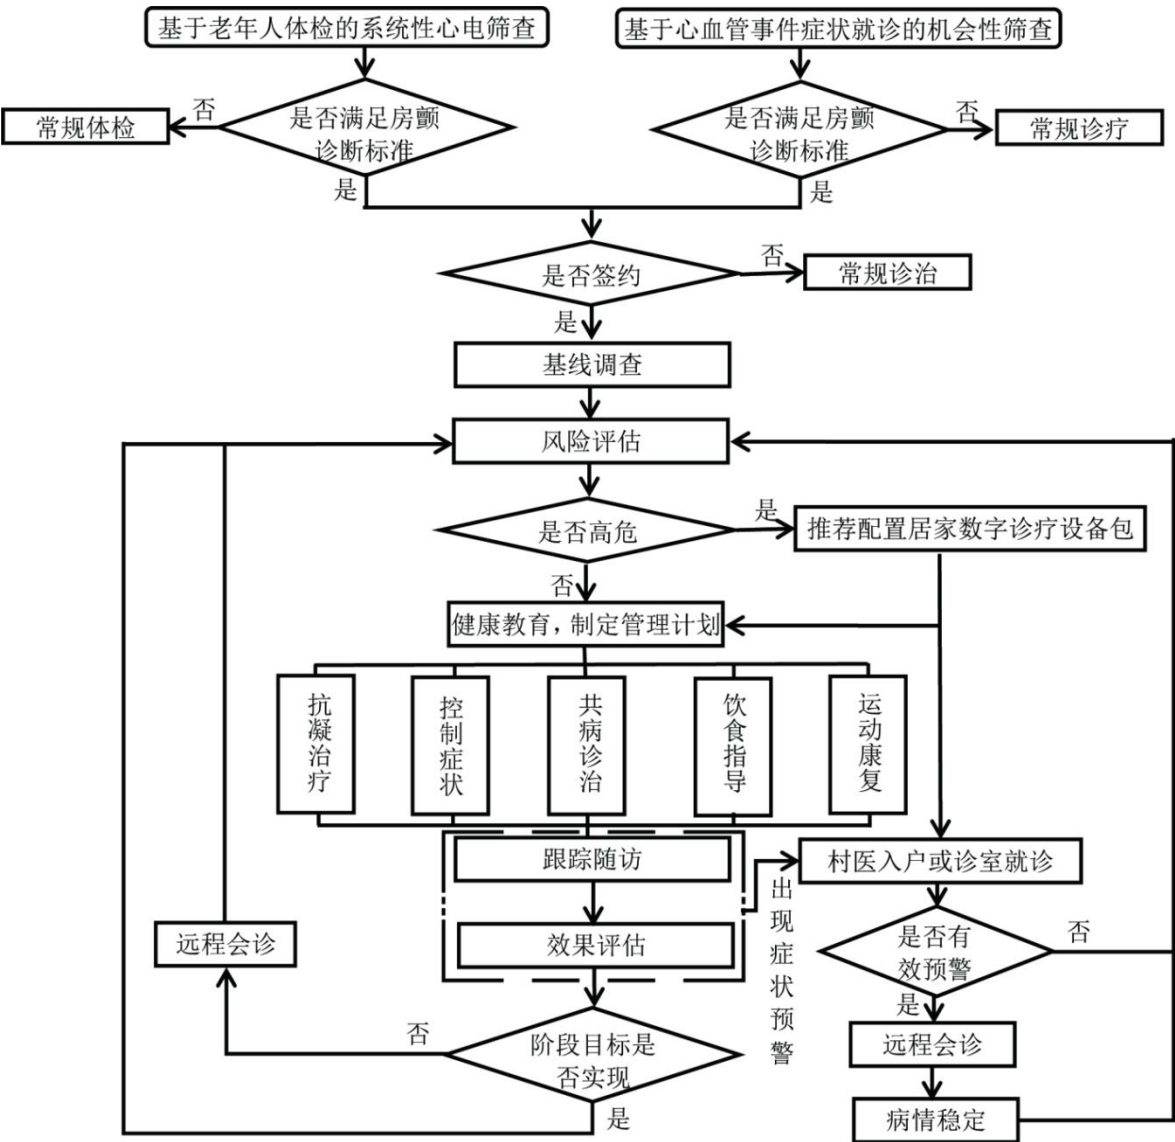 基于老年人体检的系统性心电筛查
基于心血管事件症状就诊的机会性筛查
否
常规体检
是否满足房颤
诊断标准
是
是否满足房颤
诊断标准
否
常规诊疗
是
是否签约
否
常规诊治
是
基线调查
风险评估
是否高危
是
推荐配置居家数字诊疗设备包
否
健康教育，制定管理计划
抗凝治疗
控制症状
共病诊治
饮食指导
运动康复
跟踪随访
效果评估
出现症状预警
村医入户或诊室就诊
是否有
效预警
否
是
远程会诊
病情稳定
远程会诊
否
阶段目标是
否实现
是